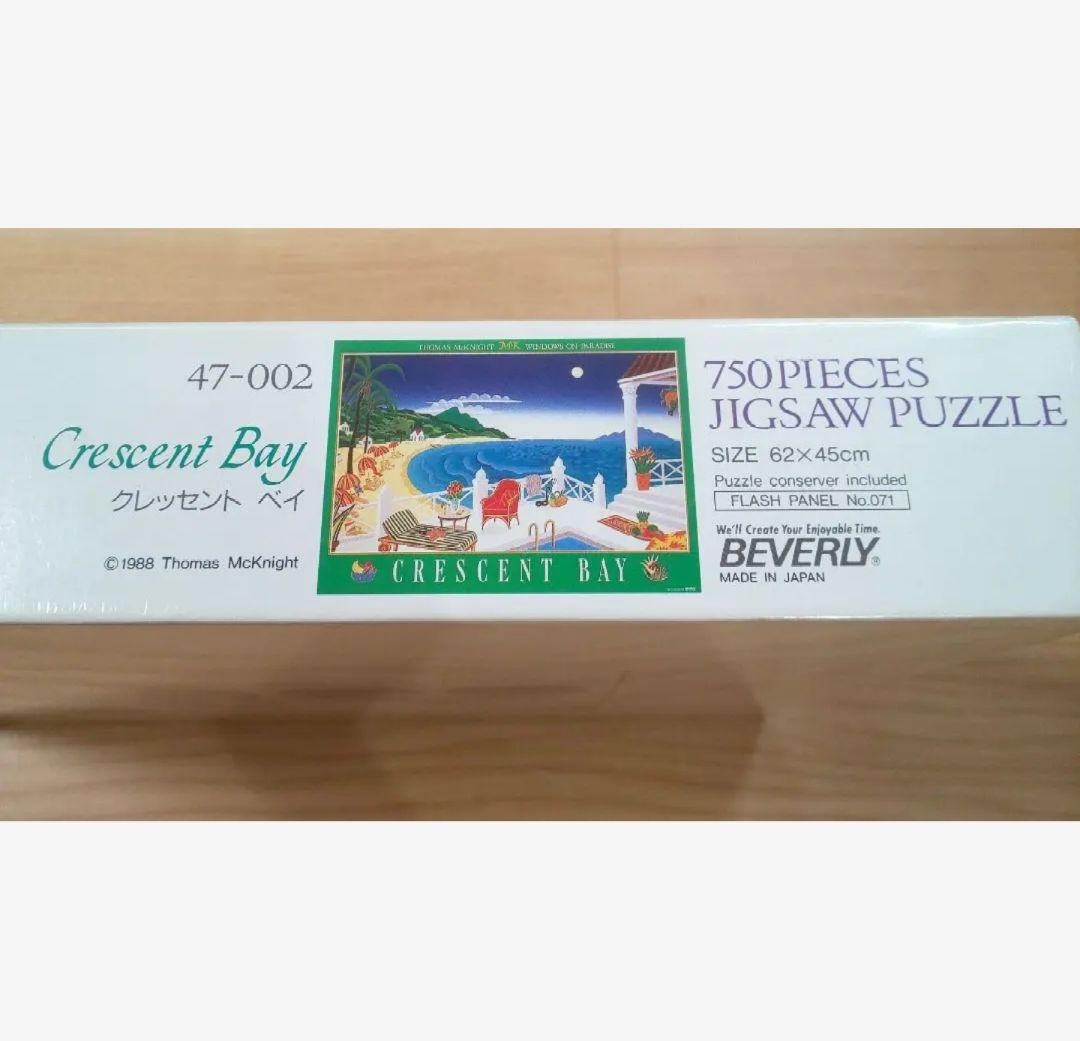 47-002
Crescent Bay
クレッセント ベイ
©1988 Thomas McKnight
THOMAS McKNIGHT McK WINDOWS ON PARADISE
CRESCENT BAY
750PIECES
JIGSAW PUZZLE
SIZE 62×45cm
Puzzle conserver included
FLASH PANEL No.071
We'll Create Your Enjoyable Time.
BEVERLY®
MADE IN JAPAN